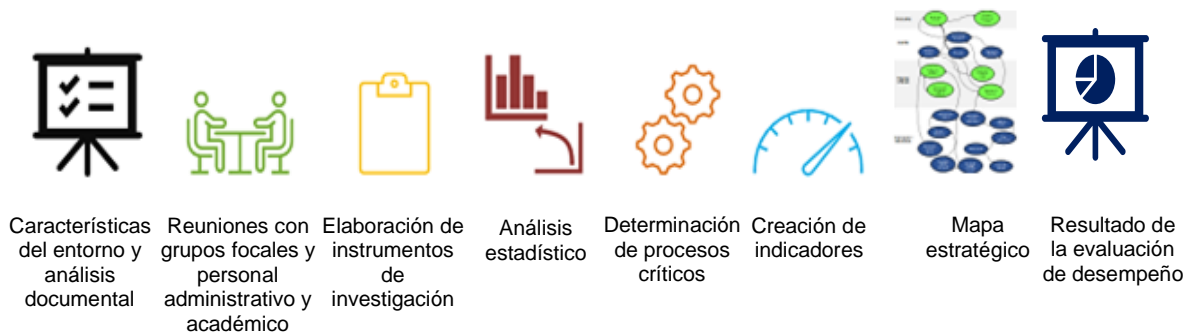 Características
del entorno y
análisis
documental
Reuniones con
grupos focales y
personal
administrativo y
académico
Elaboración de
instrumentos
de
investigación
Análisis
estadístico
Determinación
de procesos
críticos
Creación de
indicadores
Mapa
estratégico
Resultado de
la evaluación
de desempeño